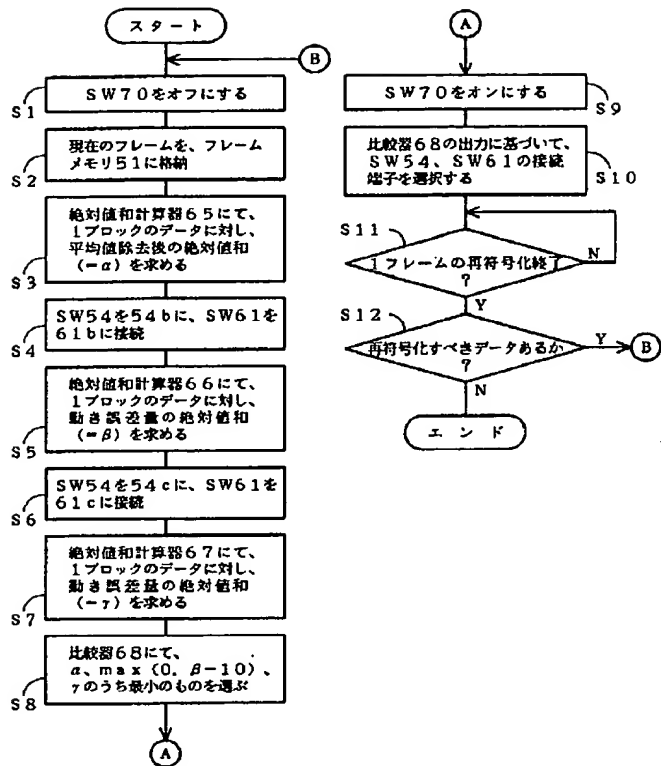 スタート
B
S1
SW70をオフにする
S2
現在のフレームを、フレーム
メモリ51に格納
S3
絶対値和計算器65にて、
1ブロックのデータに対し、
平均値除去後の絶対値和
(=α)を求める
S4
SW54を54bに、SW61を
61bに接続
S5
絶対値和計算器66にて、
1ブロックのデータに対し、
動き誤差量の絶対値和
(=β)を求める
S6
SW54を54cに、SW61を
61cに接続
S7
絶対値和計算器67にて、
1ブロックのデータに対し、
動き誤差量の絶対値和
(=γ)を求める
S8
比較器68にて、
α、max(0.β-10)、
γのうち最小のものを選ぶ
A
A
SW70をオンにする
S9
比較器68の出力に基づいて、
SW54、SW61の接続
端子を選択する
S10
S11
1フレームの再符号化終了
?
N
Y
S12
再符号化すべきデータあるか
?
Y
B
N
エンド